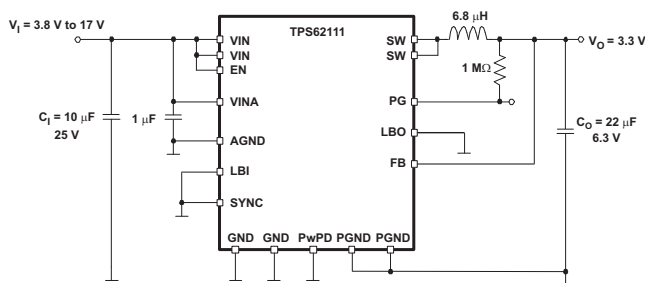 V_I = 3.8 V to 17 V
TPS62111
6.8 μH
V_O = 3.3 V
VIN
VIN
EN
SW
SW
1 MΩ
VINA
PG
C_I = 10 μF
25 V
1 μF
C_O = 22 μF
6.3 V
AGND
LBO
LBI
FB
SYNC
GND GND PwPD PGND PGND